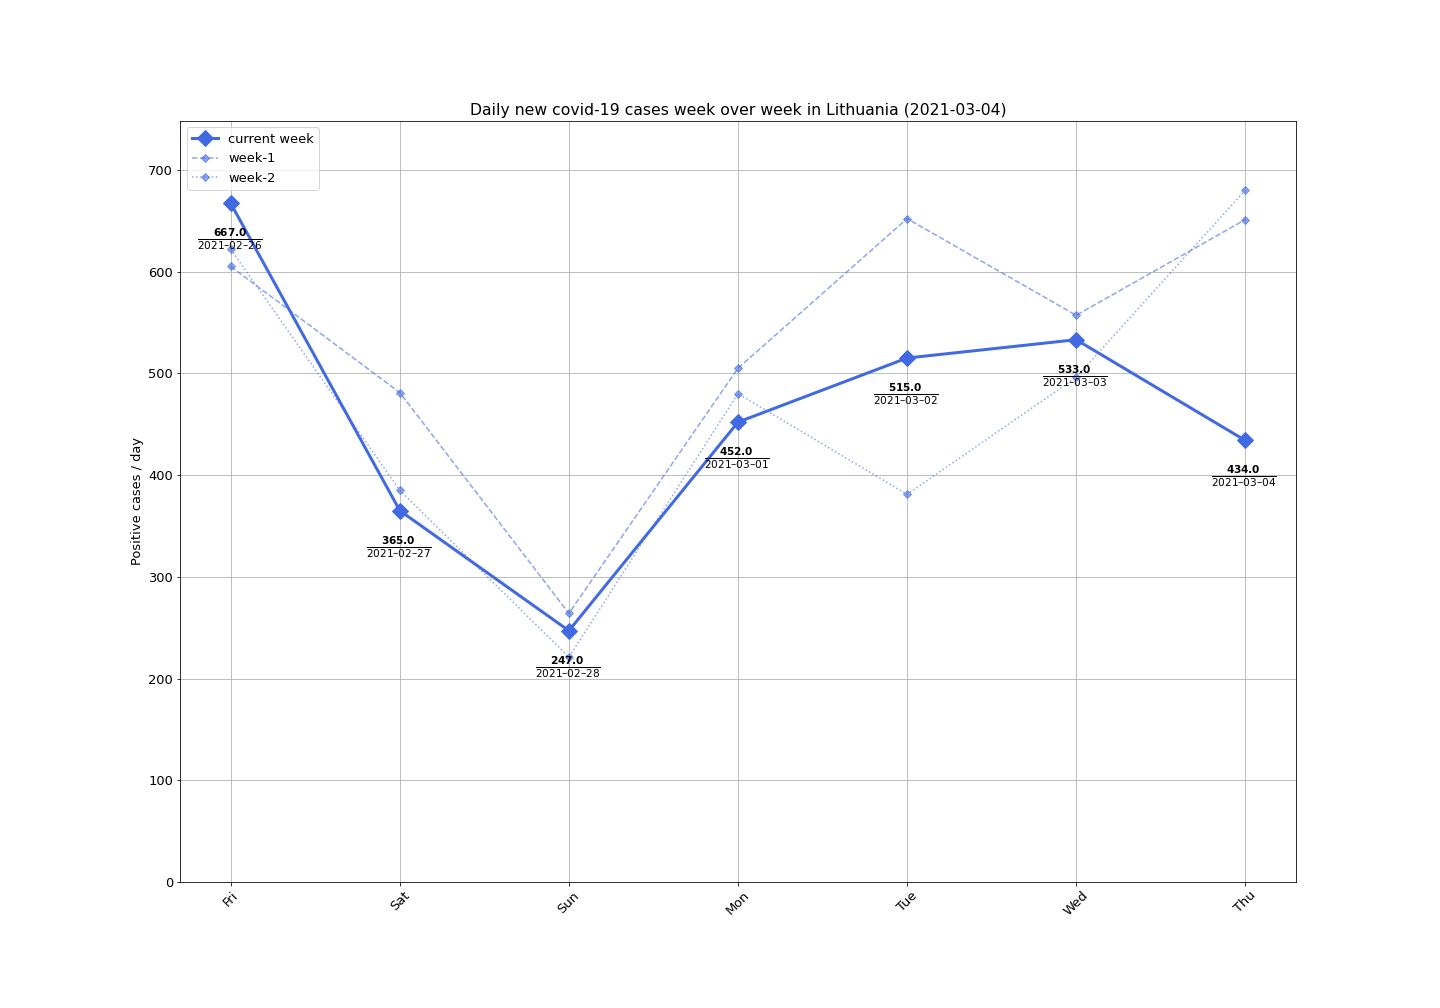 Daily new covid-19 cases week over week in Lithuania (2021-03-04)
current week
week-1
week-2
Positive cases / day
700
600
500
400
300
200
100
0
667.0
2021–02–26
365.0
2021–02–27
247.0
2021–02–28
452.0
2021–03–01
515.0
2021–03–02
533.0
2021–03–03
434.0
2021–03–04
Fri
Sat
Sun
Mon
Tue
Wed
Thu